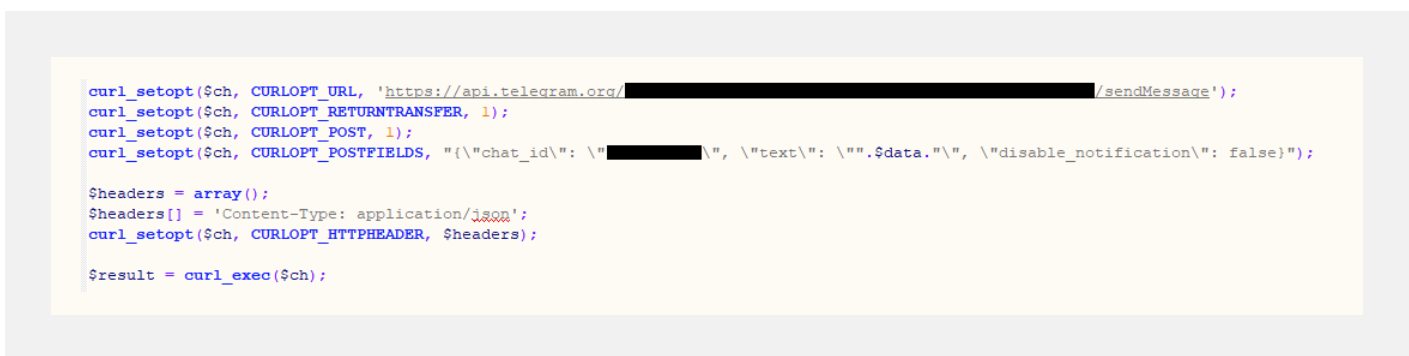 curl_setopt($ch, CURLOPT_URL, 'https://api.telegram.org/ /sendMessage');
curl_setopt($ch, CURLOPT_RETURNTRANSFER, 1);
curl_setopt($ch, CURLOPT_POST, 1);
curl_setopt($ch, CURLOPT_POSTFIELDS, "{\"chat_id\": \" \", \"text\": \"".$data."\", \"disable_notification\": false}");
$headers = array();
$headers[] = 'Content-Type: application/json';
curl_setopt($ch, CURLOPT_HTTPHEADER, $headers);
$result = curl_exec($ch);